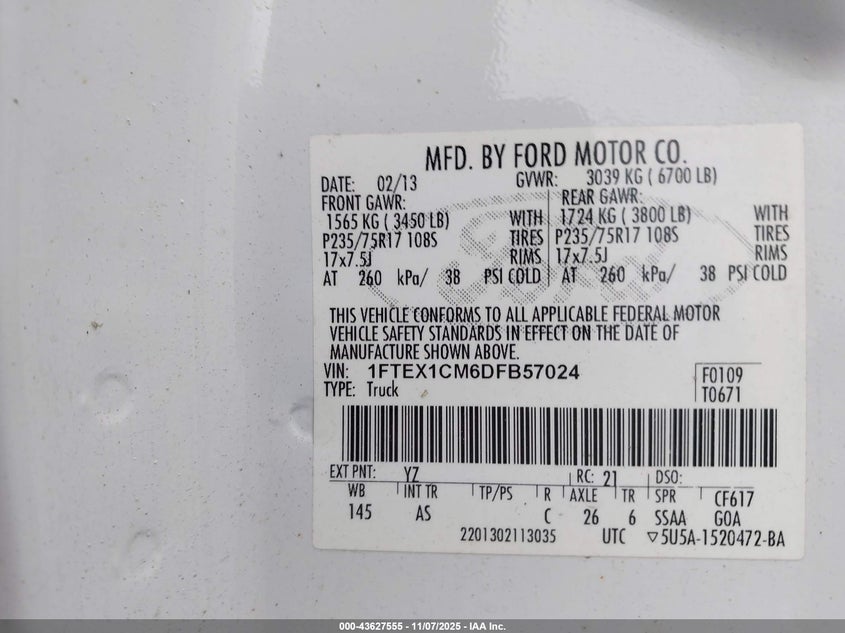 MFD. BY FORD MOTOR CO.
DATE: 02/13 GVWR: 3039 KG ( 6700 LB)
FRONT GAWR: REAR GAWR:
1565 KG ( 3450 LB) WITH 1724 KG ( 3800 LB) WITH
P235/75R17 108S TIRES P235/75R17 108S TIRES
17x7.5J RIMS 17x7.5J RIMS
AT 260 kPa/ 38 PSI COLD AT 260 kPa/ 38 PSI COLD
THIS VEHICLE CONFORMS TO ALL APPLICABLE FEDERAL MOTOR
VEHICLE SAFETY STANDARDS IN EFFECT ON THE DATE OF
MANUFACTURE SHOWN ABOVE.
VIN: 1FTEX1CM6DFB57024 F0109
TYPE: Truck T0671
EXT PNT: YZ RC: 21 DSO:
WB INT TR TP/PS R AXLE TR SPR CF617
145 AS C 26 6 SSAA GOA
2201302113035 UTC ▽5U5A-1520472-BA
000-43627555 - 11/07/2025 - IAA Inc.